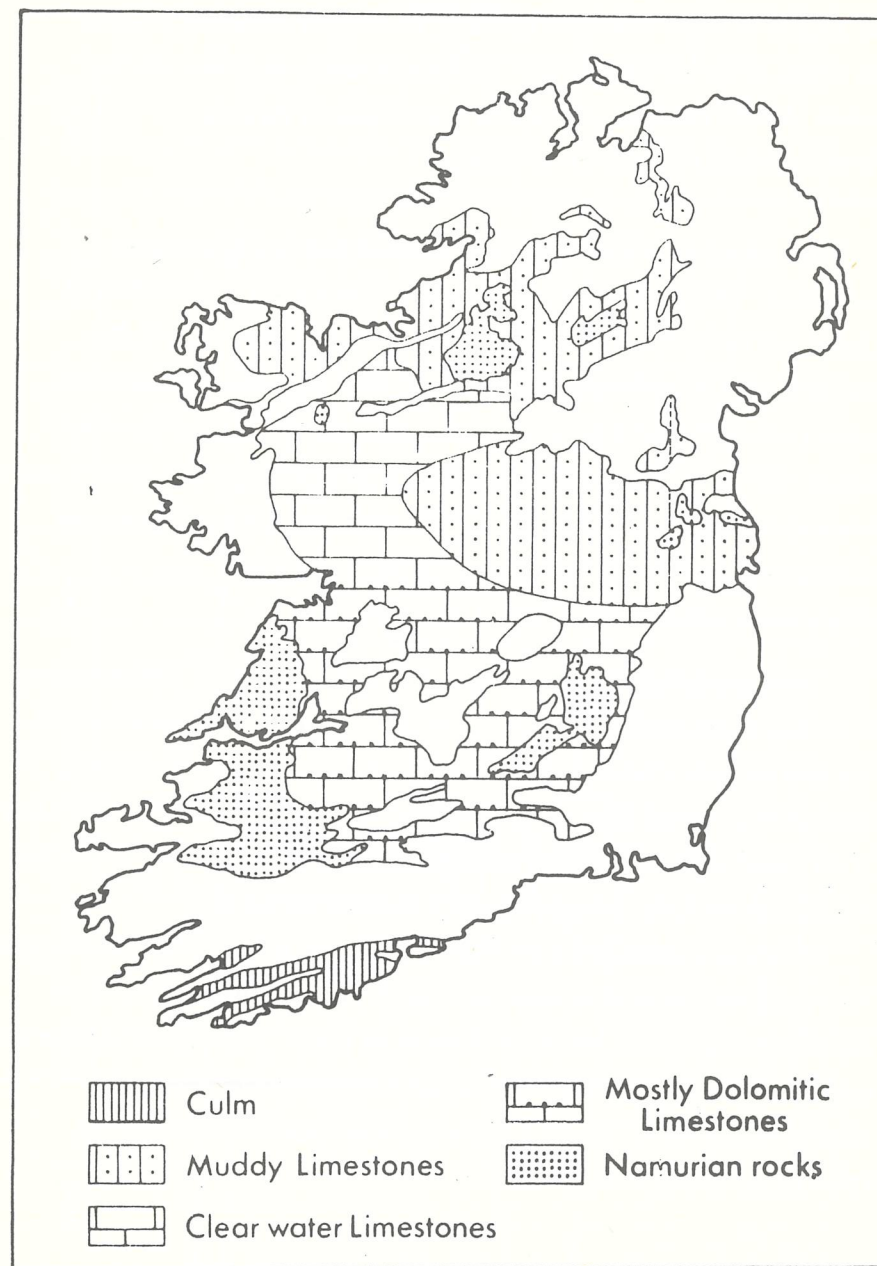 Culm
Muddy Limestones
Clear water Limestones
Mostly Dolomitic
Limestones
Namurian rocks